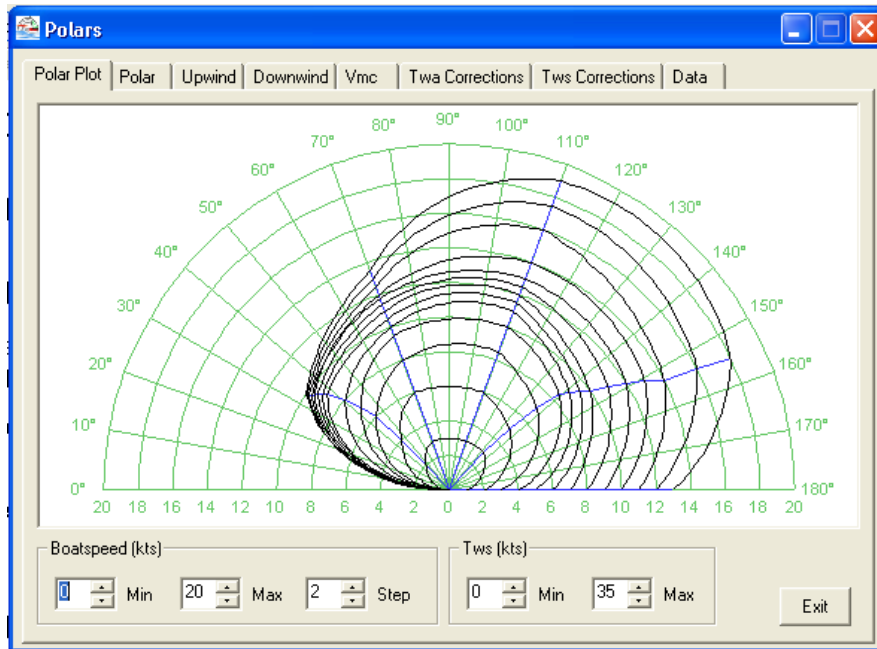 Polars
Polar Plot Polar Upwind Downwind Vmc Twa Corrections Tws Corrections Data
90°
80° 100°
70° 110°
60° 120°
50° 130°
40° 140°
30° 150°
20° 160°
10° 170°
0° 180°
20 18 16 14 12 10 8 6 4 2 0 2 4 6 8 10 12 14 16 18 20
Boatspeed (kts) Tws (kts)
0 Min 20 Max 2 Step 0 Min 35 Max
Exit